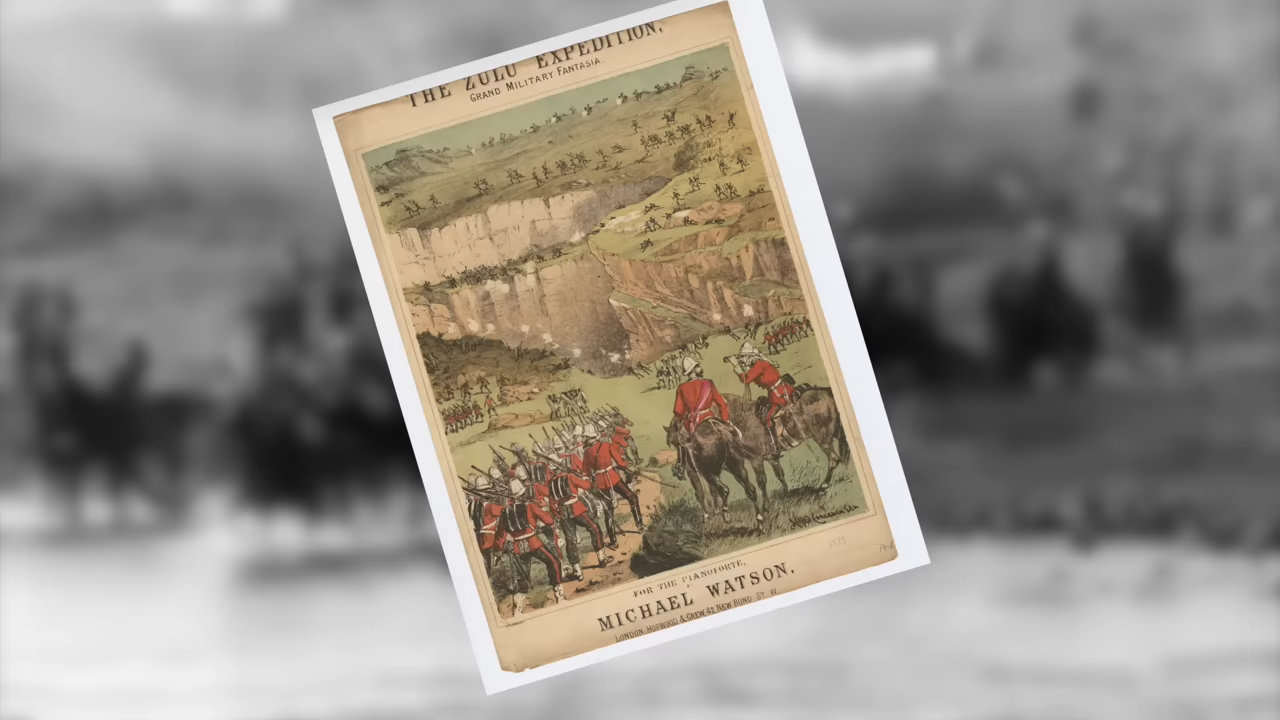 THE ZULU EXPEDITION,
GRAND MILITARY FANTASIA.
FOR THE PIANOFORTE,
MICHAEL WATSON.
LONDON HOPWOOD & CREW, 42, NEW BOND ST. W.